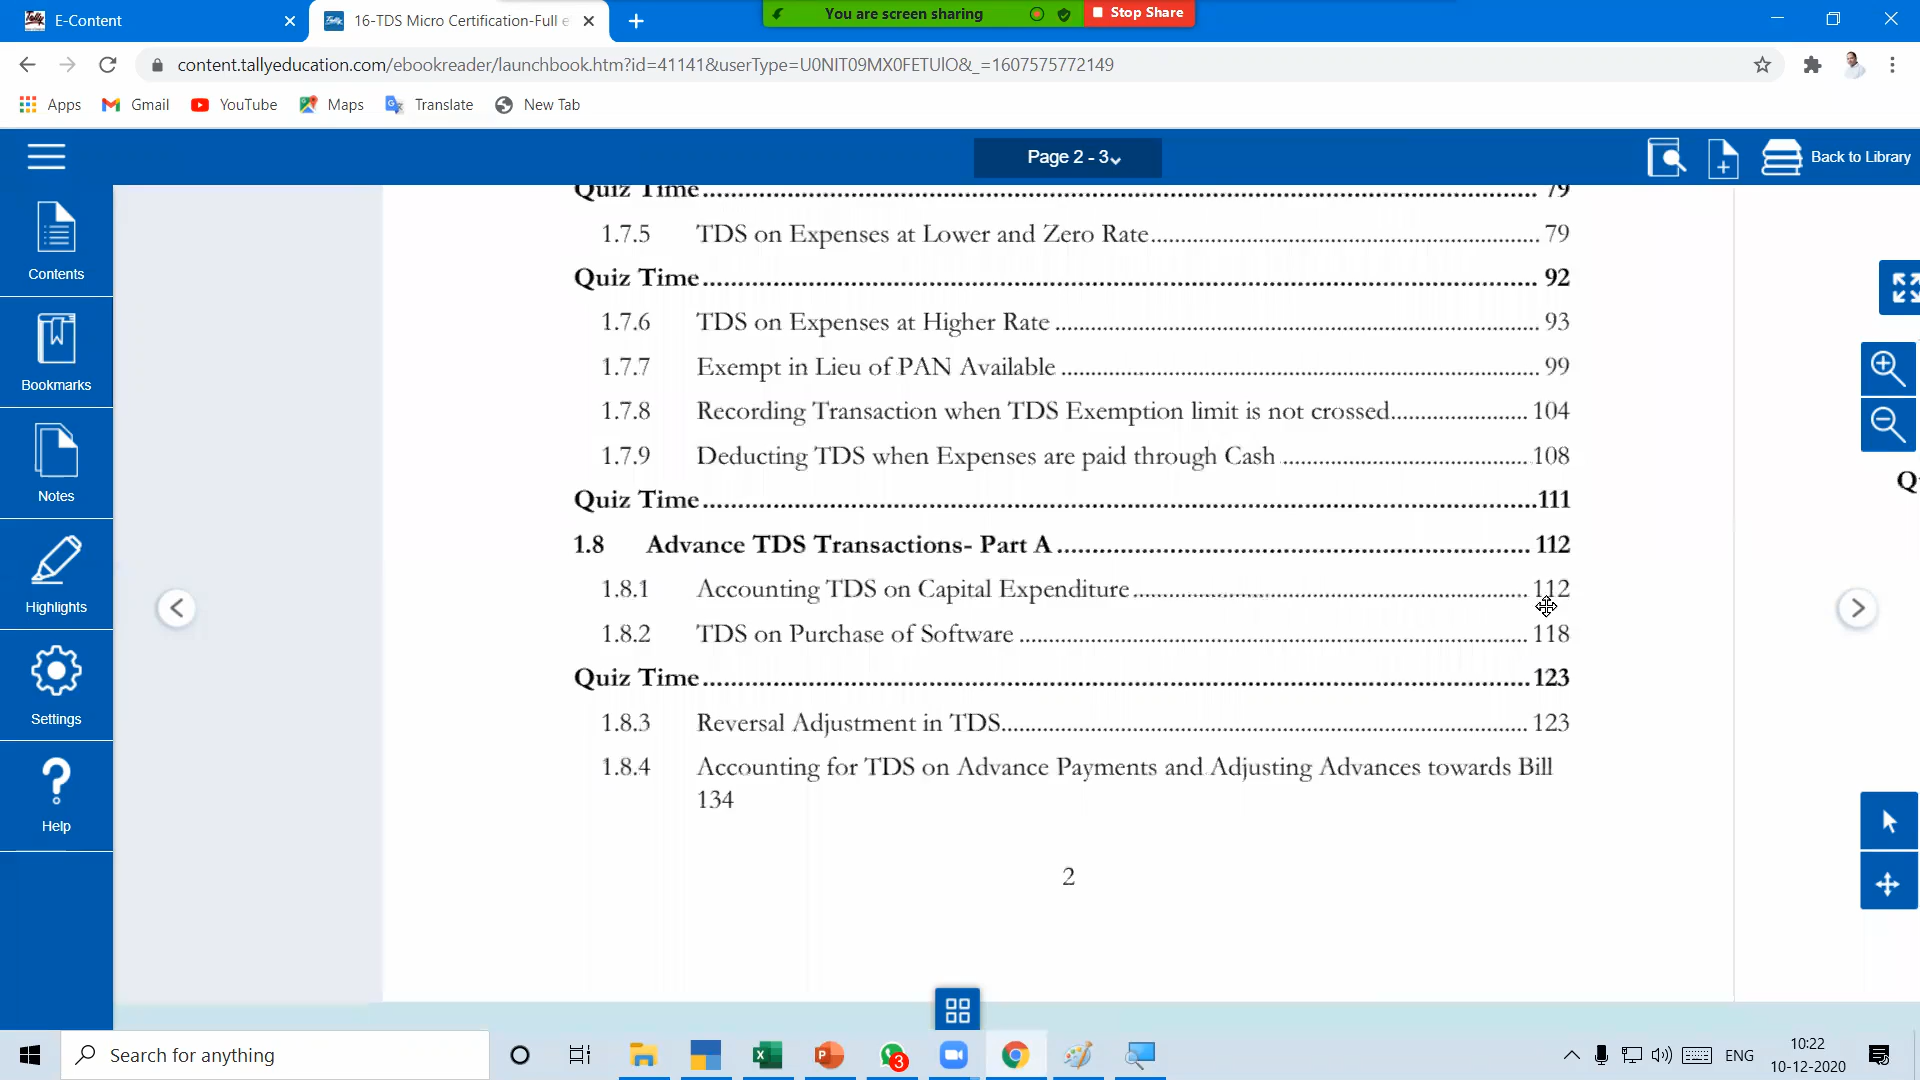 E-Content
16-TDS Micro Certification-Full e
You are screen sharing
Stop Share
content.tallyeducation.com/ebookreader/launchbook.htm?id=41141&userType=U0NIT09MX0FETUlO&_=1607575772149
Apps
Gmail
YouTube
Maps
Translate
New Tab
Page 2 - 3
Back to Library
Contents
Bookmarks
Notes
Highlights
Settings
Help
Quiz Time 79
1.7.5 TDS on Expenses at Lower and Zero Rate 79
Quiz Time 92
1.7.6 TDS on Expenses at Higher Rate 93
1.7.7 Exempt in Lieu of PAN Available 99
1.7.8 Recording Transaction when TDS Exemption limit is not crossed 104
1.7.9 Deducting TDS when Expenses are paid through Cash 108
Quiz Time 111
1.8 Advance TDS Transactions- Part A 112
1.8.1 Accounting TDS on Capital Expenditure 112
1.8.2 TDS on Purchase of Software 118
Quiz Time 123
1.8.3 Reversal Adjustment in TDS 123
1.8.4 Accounting for TDS on Advance Payments and Adjusting Advances towards Bill
134
2
Search for anything
3
ENG
10:22
10-12-2020